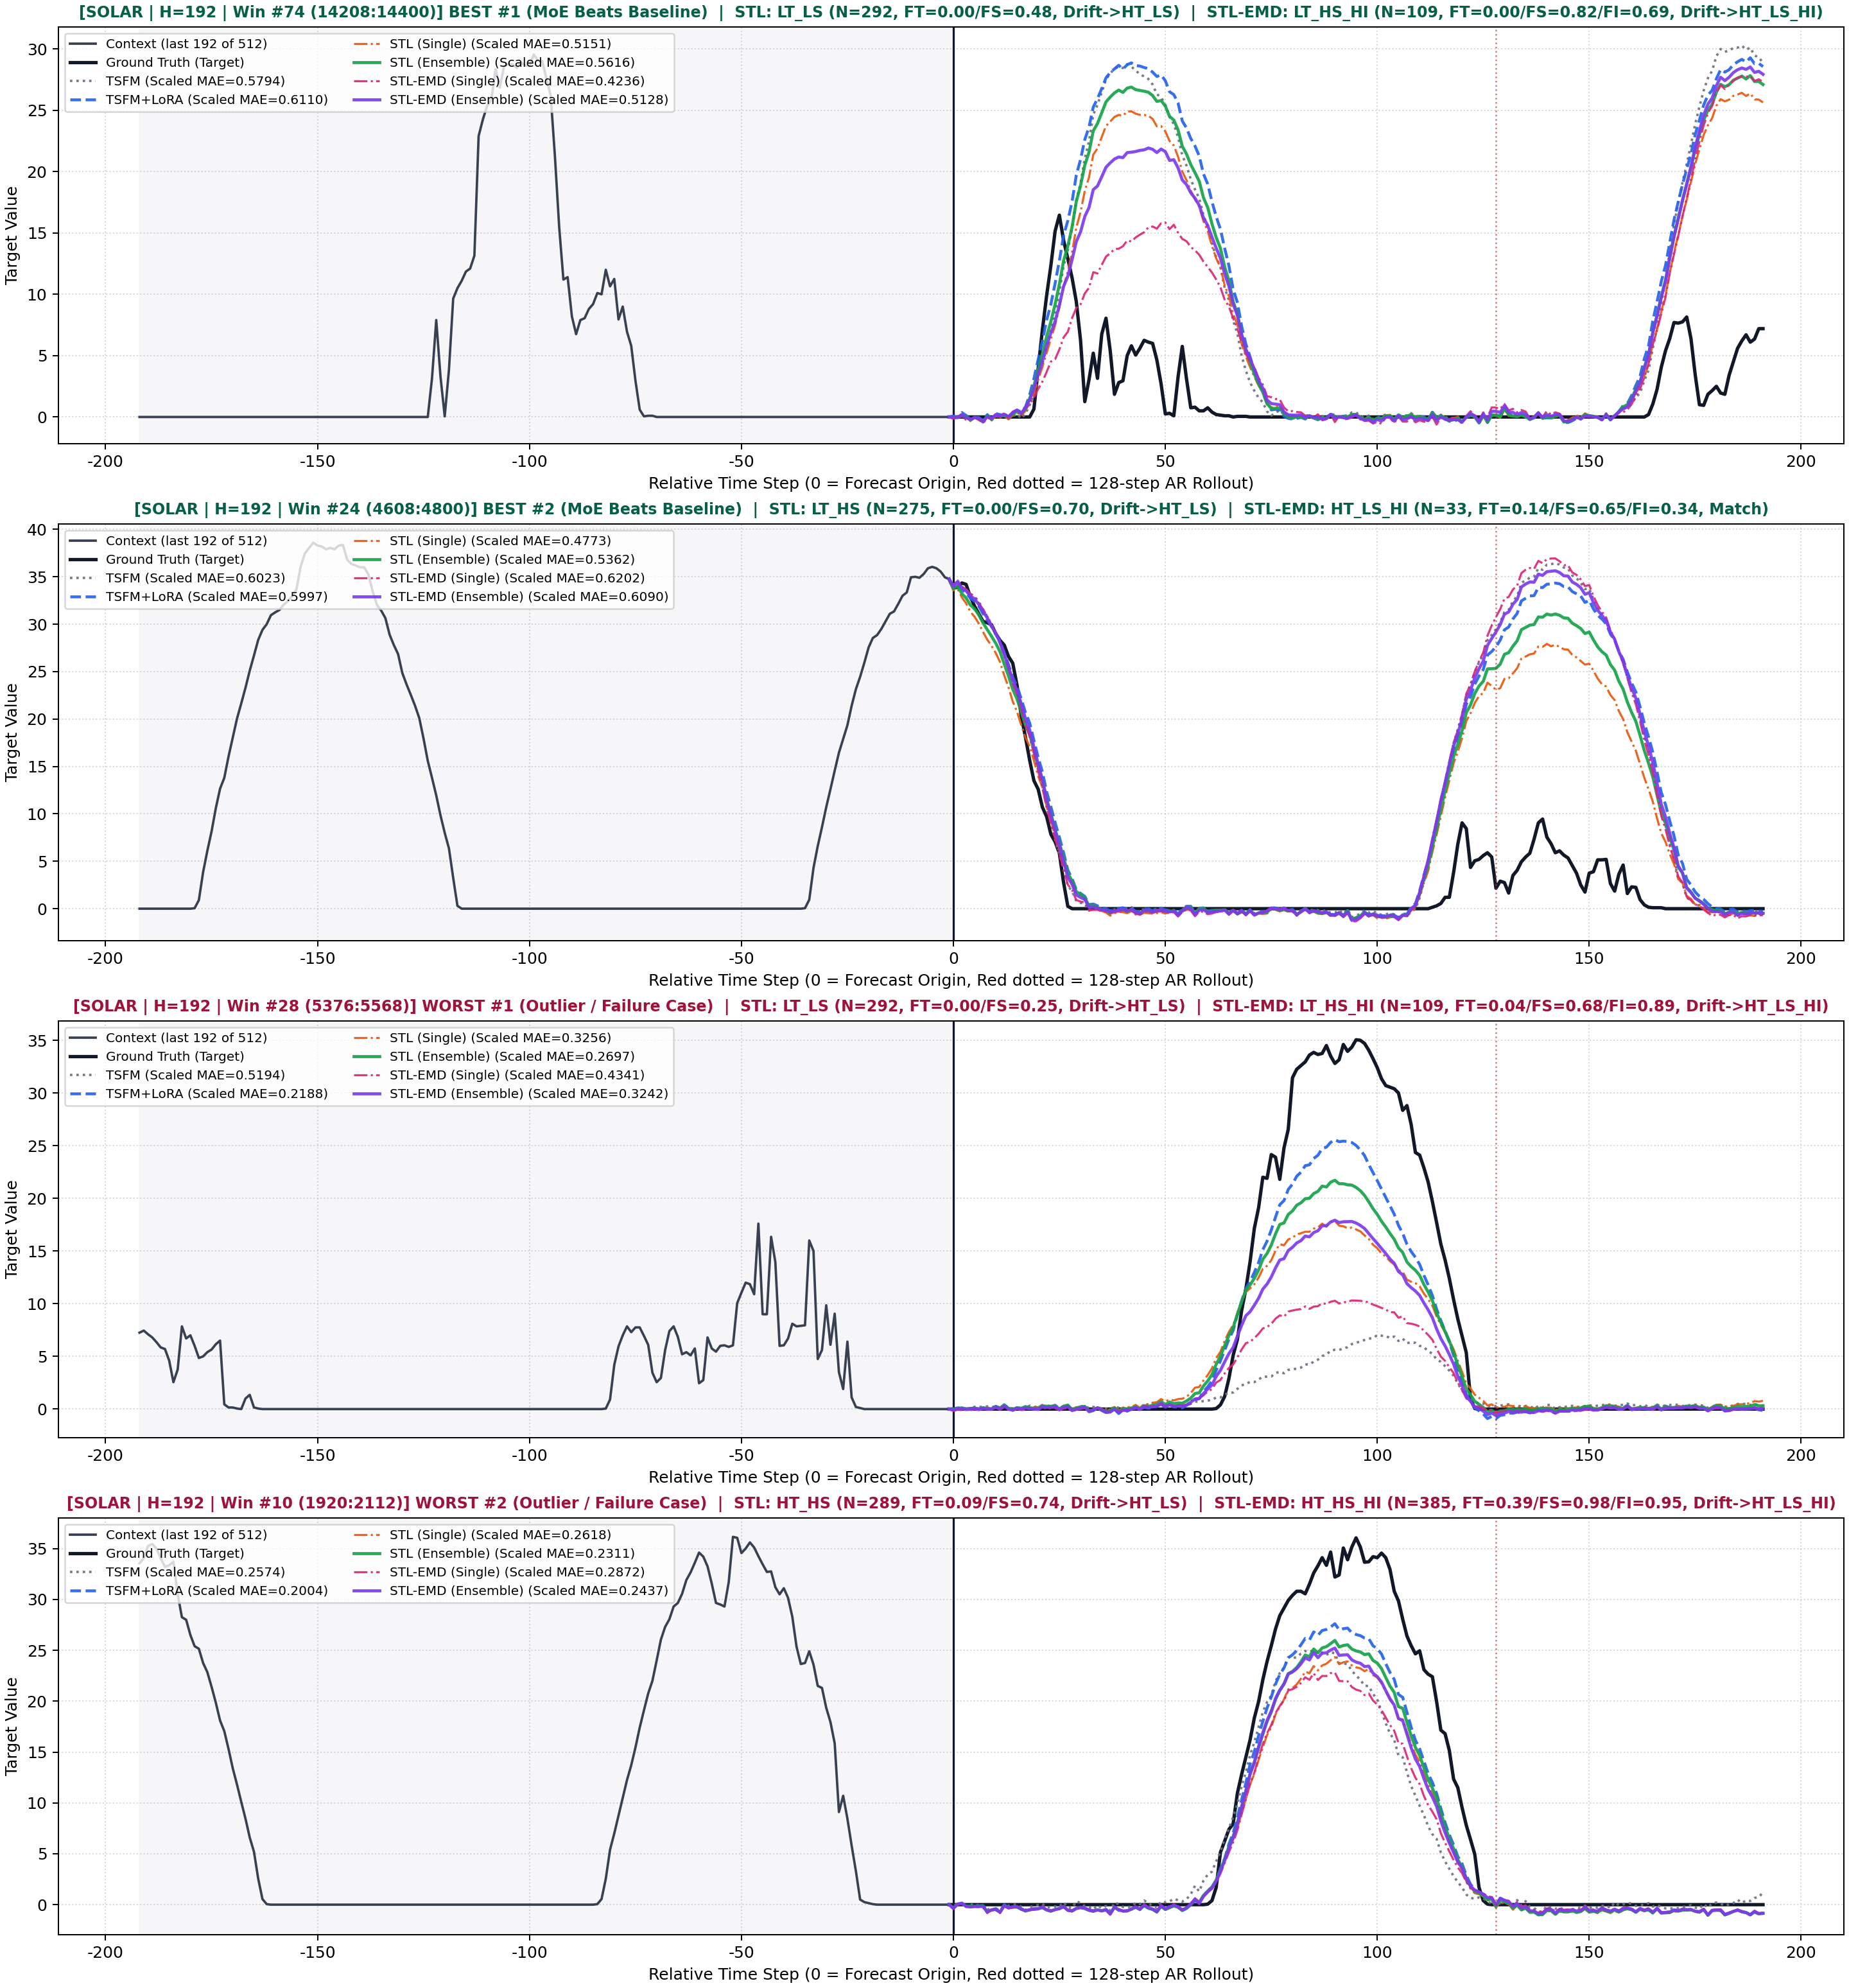 [SOLAR | H=192 | Win #74 (14208:14400)] BEST #1 (MoE Beats Baseline) | STL: LT_LS (N=292, FT=0.00/FS=0.48, Drift->HT_LS) | STL-EMD: LT_HS_HI (N=109, FT=0.00/FS=0.82/FI=0.69, Drift->HT_LS_HI)
Context (last 192 of 512)
Ground Truth (Target)
TSFM (Scaled MAE=0.5794)
TSFM+LoRA (Scaled MAE=0.6110)
STL (Single) (Scaled MAE=0.5151)
STL (Ensemble) (Scaled MAE=0.5616)
STL-EMD (Single) (Scaled MAE=0.4236)
STL-EMD (Ensemble) (Scaled MAE=0.5128)
Target Value
30
25
20
15
10
5
0
-200 -150 -100 -50 0 50 100 150 200
Relative Time Step (0 = Forecast Origin, Red dotted = 128-step AR Rollout)
[SOLAR | H=192 | Win #24 (4608:4800)] BEST #2 (MoE Beats Baseline) | STL: LT_HS (N=275, FT=0.00/FS=0.70, Drift->HT_LS) | STL-EMD: HT_LS_HI (N=33, FT=0.14/FS=0.65/FI=0.34, Match)
Context (last 192 of 512)
Ground Truth (Target)
TSFM (Scaled MAE=0.6023)
TSFM+LoRA (Scaled MAE=0.5997)
STL (Single) (Scaled MAE=0.4773)
STL (Ensemble) (Scaled MAE=0.5362)
STL-EMD (Single) (Scaled MAE=0.6202)
STL-EMD (Ensemble) (Scaled MAE=0.6090)
Target Value
40
35
30
25
20
15
10
5
0
-200 -150 -100 -50 0 50 100 150 200
Relative Time Step (0 = Forecast Origin, Red dotted = 128-step AR Rollout)
[SOLAR | H=192 | Win #28 (5376:5568)] WORST #1 (Outlier / Failure Case) | STL: LT_LS (N=292, FT=0.00/FS=0.25, Drift->HT_LS) | STL-EMD: LT_HS_HI (N=109, FT=0.04/FS=0.68/FI=0.89, Drift->HT_LS_HI)
Context (last 192 of 512)
Ground Truth (Target)
TSFM (Scaled MAE=0.5194)
TSFM+LoRA (Scaled MAE=0.2188)
STL (Single) (Scaled MAE=0.3256)
STL (Ensemble) (Scaled MAE=0.2697)
STL-EMD (Single) (Scaled MAE=0.4341)
STL-EMD (Ensemble) (Scaled MAE=0.3242)
Target Value
35
30
25
20
15
10
5
0
-200 -150 -100 -50 0 50 100 150 200
Relative Time Step (0 = Forecast Origin, Red dotted = 128-step AR Rollout)
[SOLAR | H=192 | Win #10 (1920:2112)] WORST #2 (Outlier / Failure Case) | STL: HT_HS (N=289, FT=0.09/FS=0.74, Drift->HT_LS) | STL-EMD: HT_HS_HI (N=385, FT=0.39/FS=0.98/FI=0.95, Drift->HT_LS_HI)
Context (last 192 of 512)
Ground Truth (Target)
TSFM (Scaled MAE=0.2574)
TSFM+LoRA (Scaled MAE=0.2004)
STL (Single) (Scaled MAE=0.2618)
STL (Ensemble) (Scaled MAE=0.2311)
STL-EMD (Single) (Scaled MAE=0.2872)
STL-EMD (Ensemble) (Scaled MAE=0.2437)
Target Value
35
30
25
20
15
10
5
0
-200 -150 -100 -50 0 50 100 150 200
Relative Time Step (0 = Forecast Origin, Red dotted = 128-step AR Rollout)